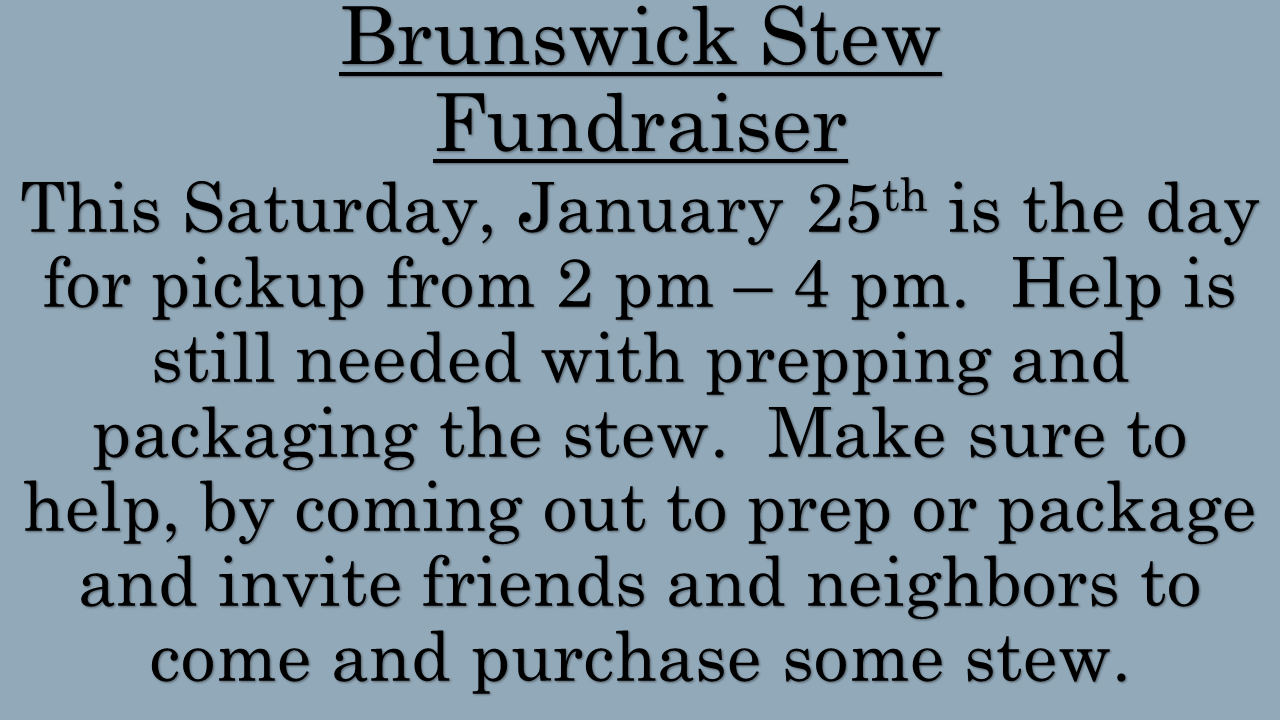 Brunswick Stew
Fundraiser
This Saturday, January 25th is the day
for pickup from 2 pm – 4 pm.  Help is
still needed with prepping and
packaging the stew.  Make sure to
help, by coming out to prep or package
and invite friends and neighbors to
come and purchase some stew.